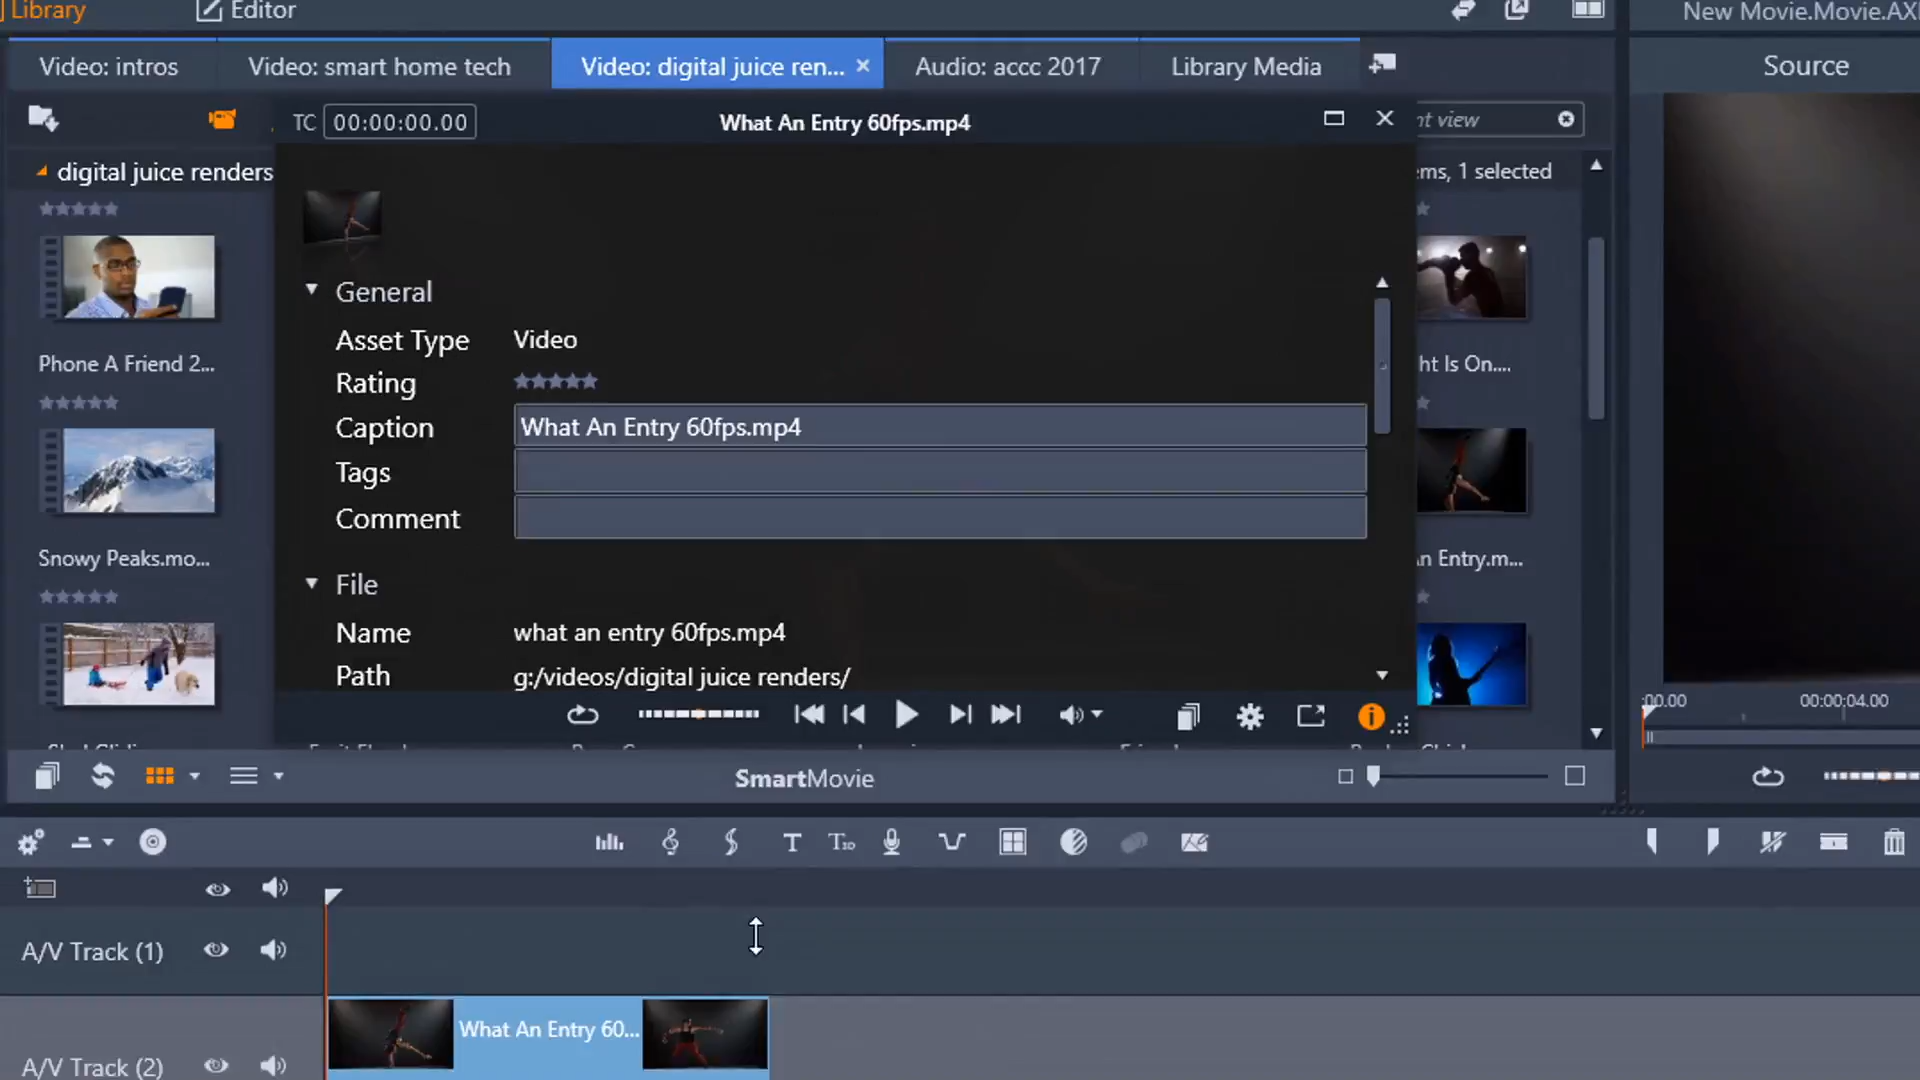 Library
Editor
New Movie.Movie.AX
Video: intros
Video: smart home tech
Video: digital juice ren...
Audio: accc 2017
Library Media
Source
TC 00:00:00.00
What An Entry 60fps.mp4
nt view
digital juice renders
ems, 1 selected
General
Asset Type Video
Rating
Caption What An Entry 60fps.mp4
Tags
Comment
Phone A Friend 2...
ht Is On....
Snowy Peaks.mo...
An Entry.m...
File
Name what an entry 60fps.mp4
Path g:/videos/digital juice renders/
:00.00
00:00:04.00
SmartMovie
A/V Track (1)
What An Entry 60...
A/V Track (2)